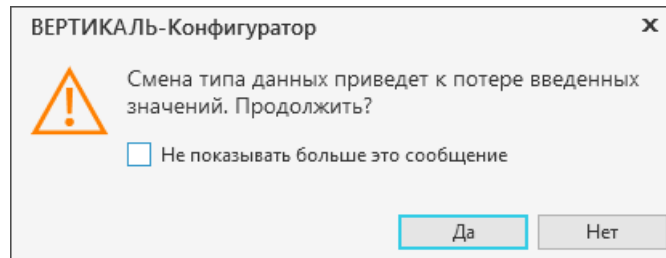 ВЕРТИКАЛЬ-Конфигуратор
Смена типа данных приведет к потере введенных
значений. Продолжить?
Не показывать больше это сообщение
Да Нет